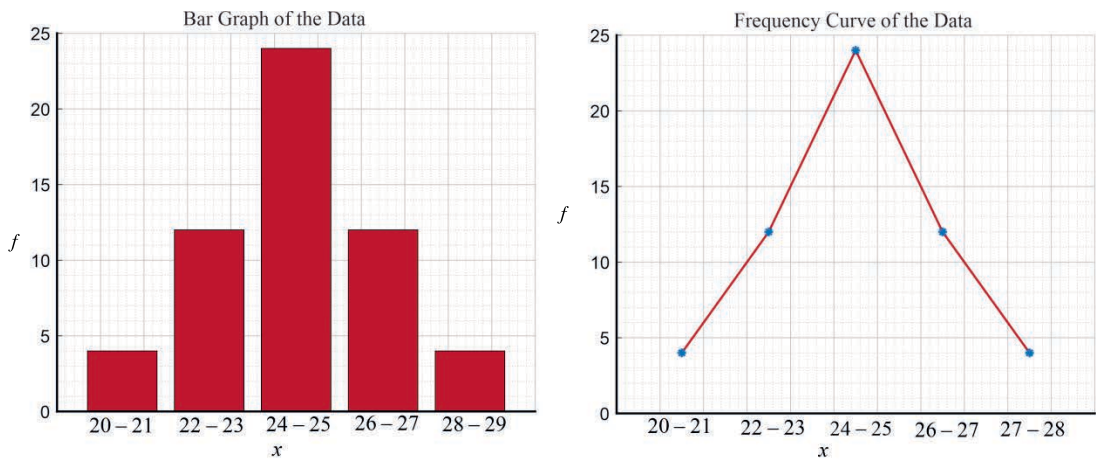 Bar Graph of the Data
25
20
15
10
5
0
f
20 – 21 22 – 23 24 – 25 26 – 27 28 – 29
x
Frequency Curve of the Data
25
20
15
10
5
0
f
20 – 21 22 – 23 24 – 25 26 – 27 27 – 28
x